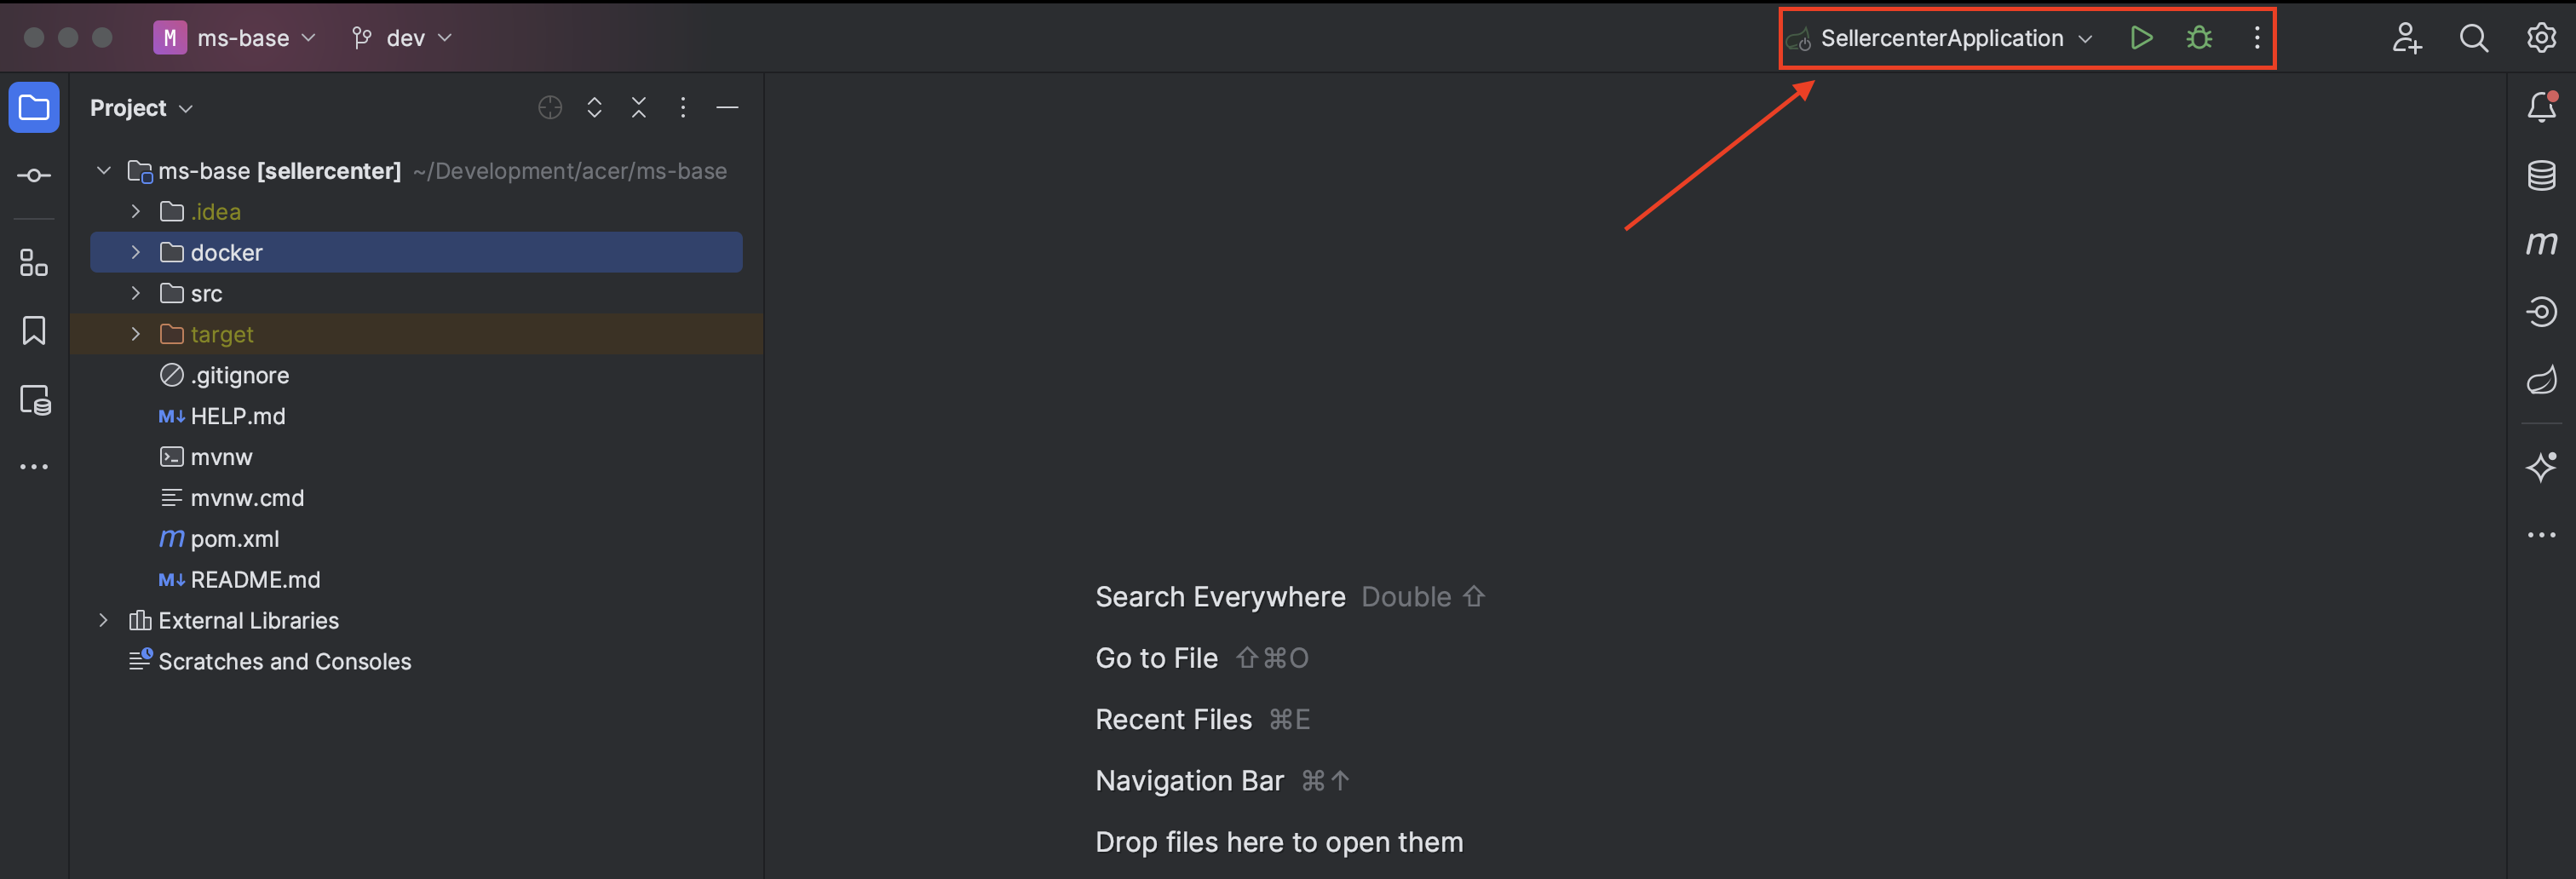 M ms-base dev SellercenterApplication
Project
ms-base [sellercenter] ~/Development/acer/ms-base
.idea
docker
src
target
.gitignore
M↓ HELP.md
mvnw
mvnw.cmd
m pom.xml
M↓ README.md
External Libraries
Scratches and Consoles
Search Everywhere Double ⇧
Go to File ⇧⌘O
Recent Files ⌘E
Navigation Bar ⌘↑
Drop files here to open them
m